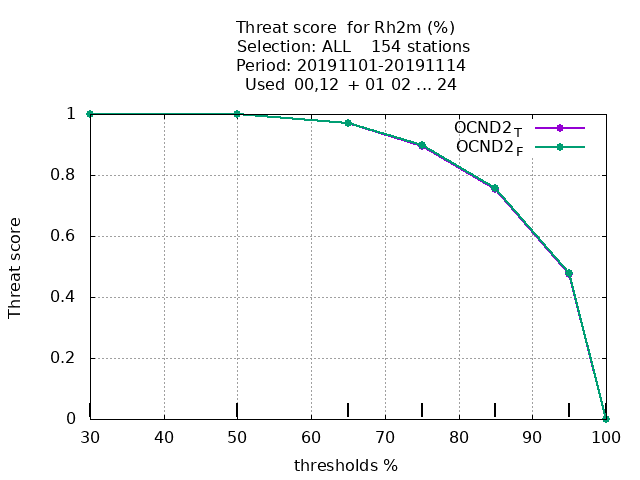 Threat score  for Rh2m (%)
Selection: ALL    154 stations
Period: 20191101-20191114
Used  00,12  + 01 02 ... 24
OCND2T
OCND2F
1
0.8
0.6
0.4
0.2
0
Threat score
30 40 50 60 70 80 90 100
thresholds %